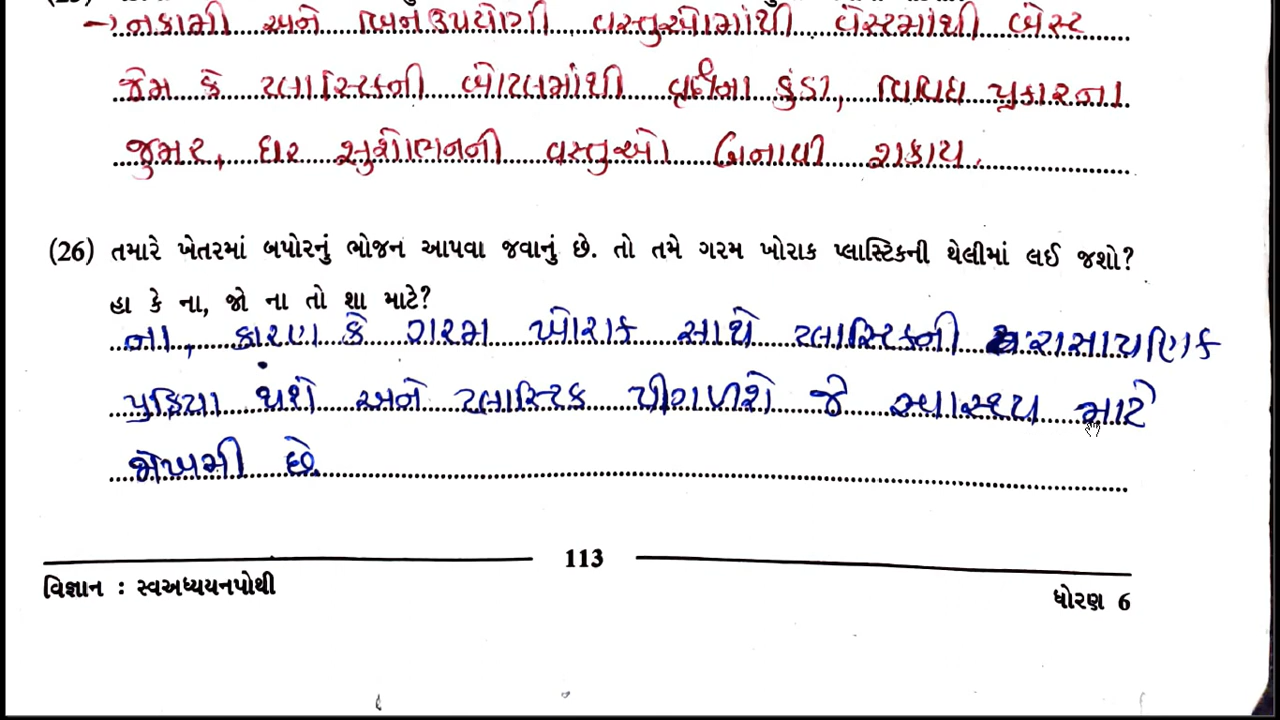 → નકામી અને બિનઉપયોગી વસ્તુઓમાંથી વેસ્ટમાંથી બેસ્ટ
જેમ કે પ્લાસ્ટિકની બોટલમાંથી કુંડા, વિવિધ પ્રકારના
જુમર, ઘર સુશોભનની વસ્તુઓ બનાવી શકાય.
(26) તમારે ખેતરમાં બપોરનું ભોજન આપવા જવાનું છે. તો તમે ગરમ ખોરાક પ્લાસ્ટિકની થેલીમાં લઈ જશો?
હા કે ના, જો ના તો શા માટે?
ના, કારણ કે ગરમ ખોરાક સાથે પ્લાસ્ટિકની રાસાયણિક
પ્રક્રિયા થશે અને પ્લાસ્ટિક પીગળશે જે સ્વાસ્થ્ય માટે
જોખમી છે.
113
વિજ્ઞાન : સ્વઅધ્યયનપોથી
ધોરણ 6